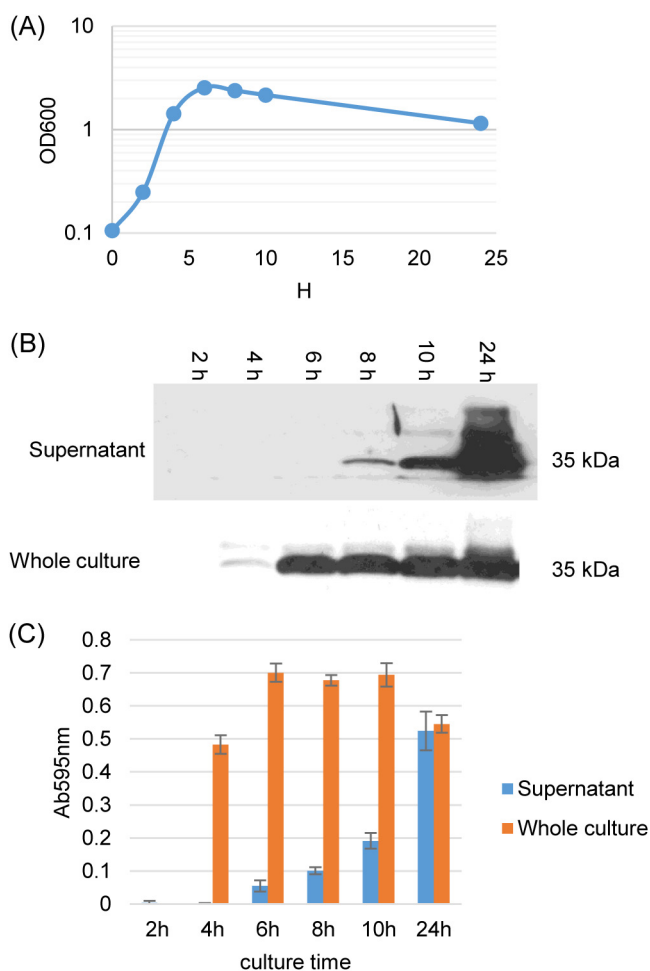 (A)
10
1
0.1
OD600
0 5 10 15 20 25
H
(B)
2 h 4 h 6 h 8 h 10 h 24 h
Supernatant 35 kDa
Whole culture 35 kDa
(C)
0.8
0.7
0.6
0.5
0.4
0.3
0.2
0.1
0
Ab595nm
2h 4h 6h 8h 10h 24h
culture time
Supernatant
Whole culture